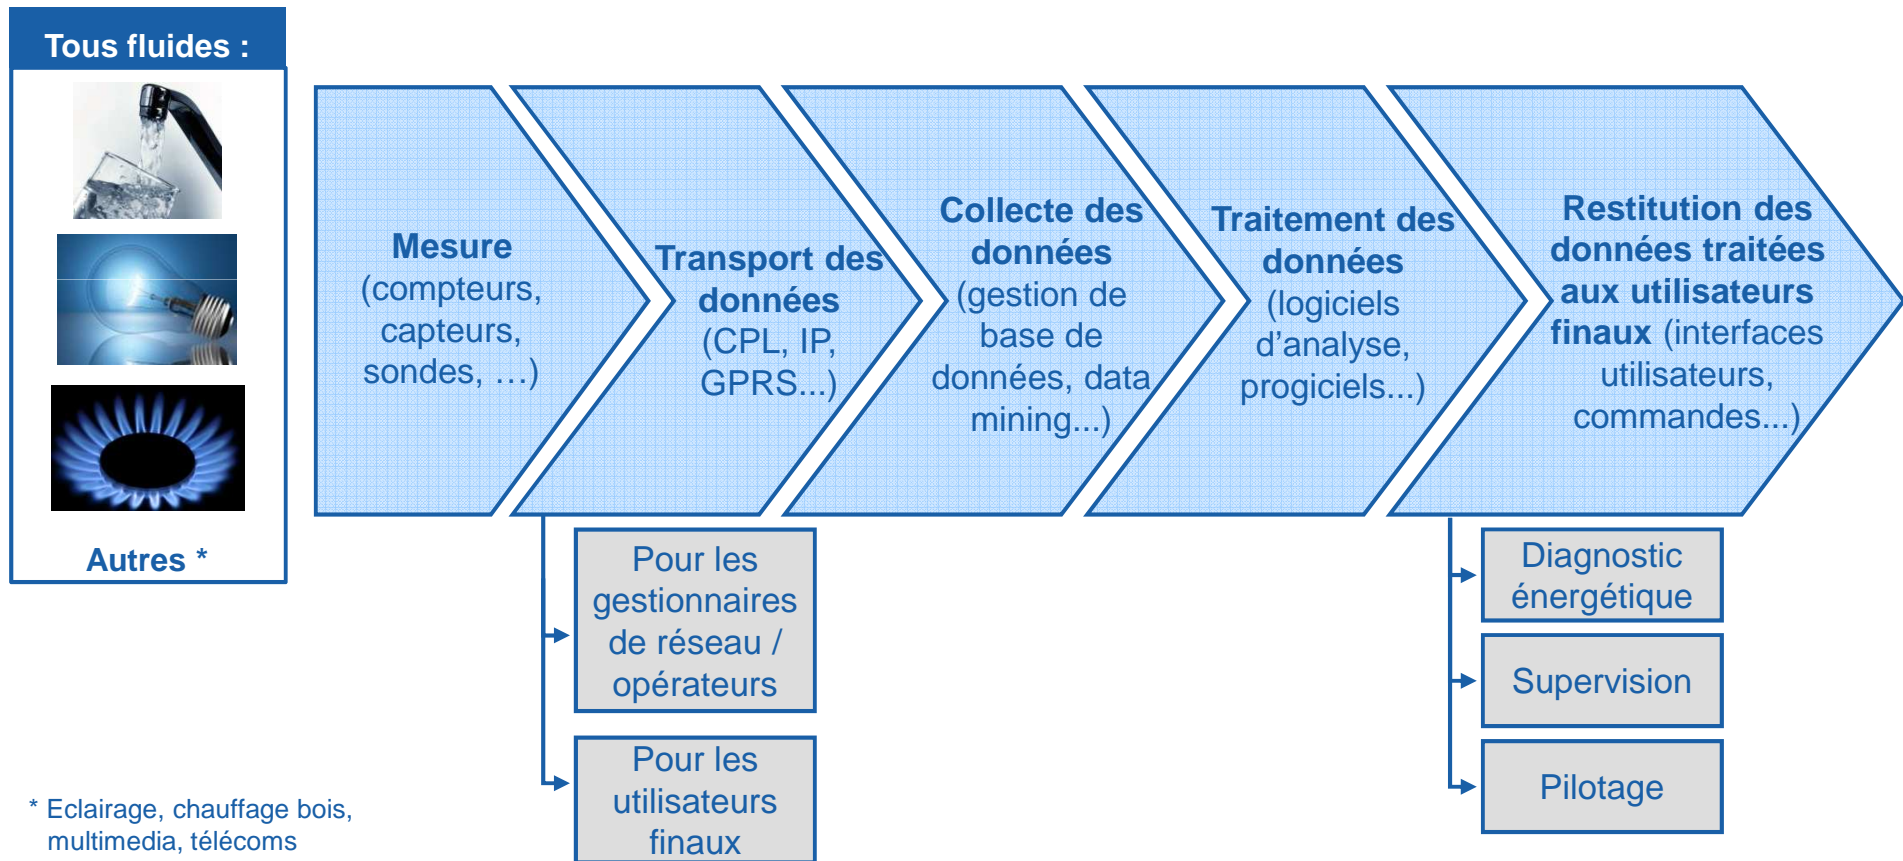 Tous fluides :
Autres *
* Eclairage, chauffage bois,
multimedia, télécoms
Mesure
(compteurs,
capteurs,
sondes, …)
Transport des
données
(CPL, IP,
GPRS...)
Collecte des
données
(gestion de
base de
données, data
mining...)
Traitement des
données
(logiciels
d’analyse,
progiciels...)
Restitution des
données traitées
aux utilisateurs
finaux (interfaces
utilisateurs,
commandes...)
Pour les
gestionnaires
de réseau /
opérateurs
Pour les
utilisateurs
finaux
Diagnostic
énergétique
Supervision
Pilotage